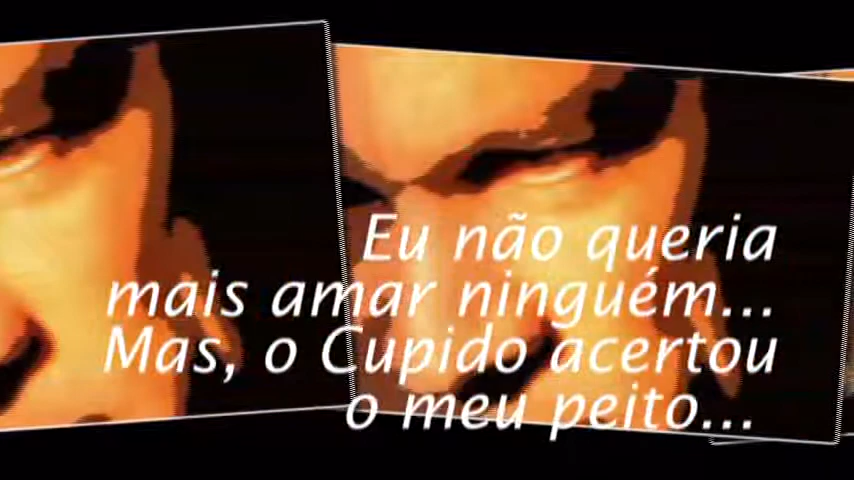 Eu não queria
mais amar ninguém...
Mas, o Cupido acertou
o meu peito...